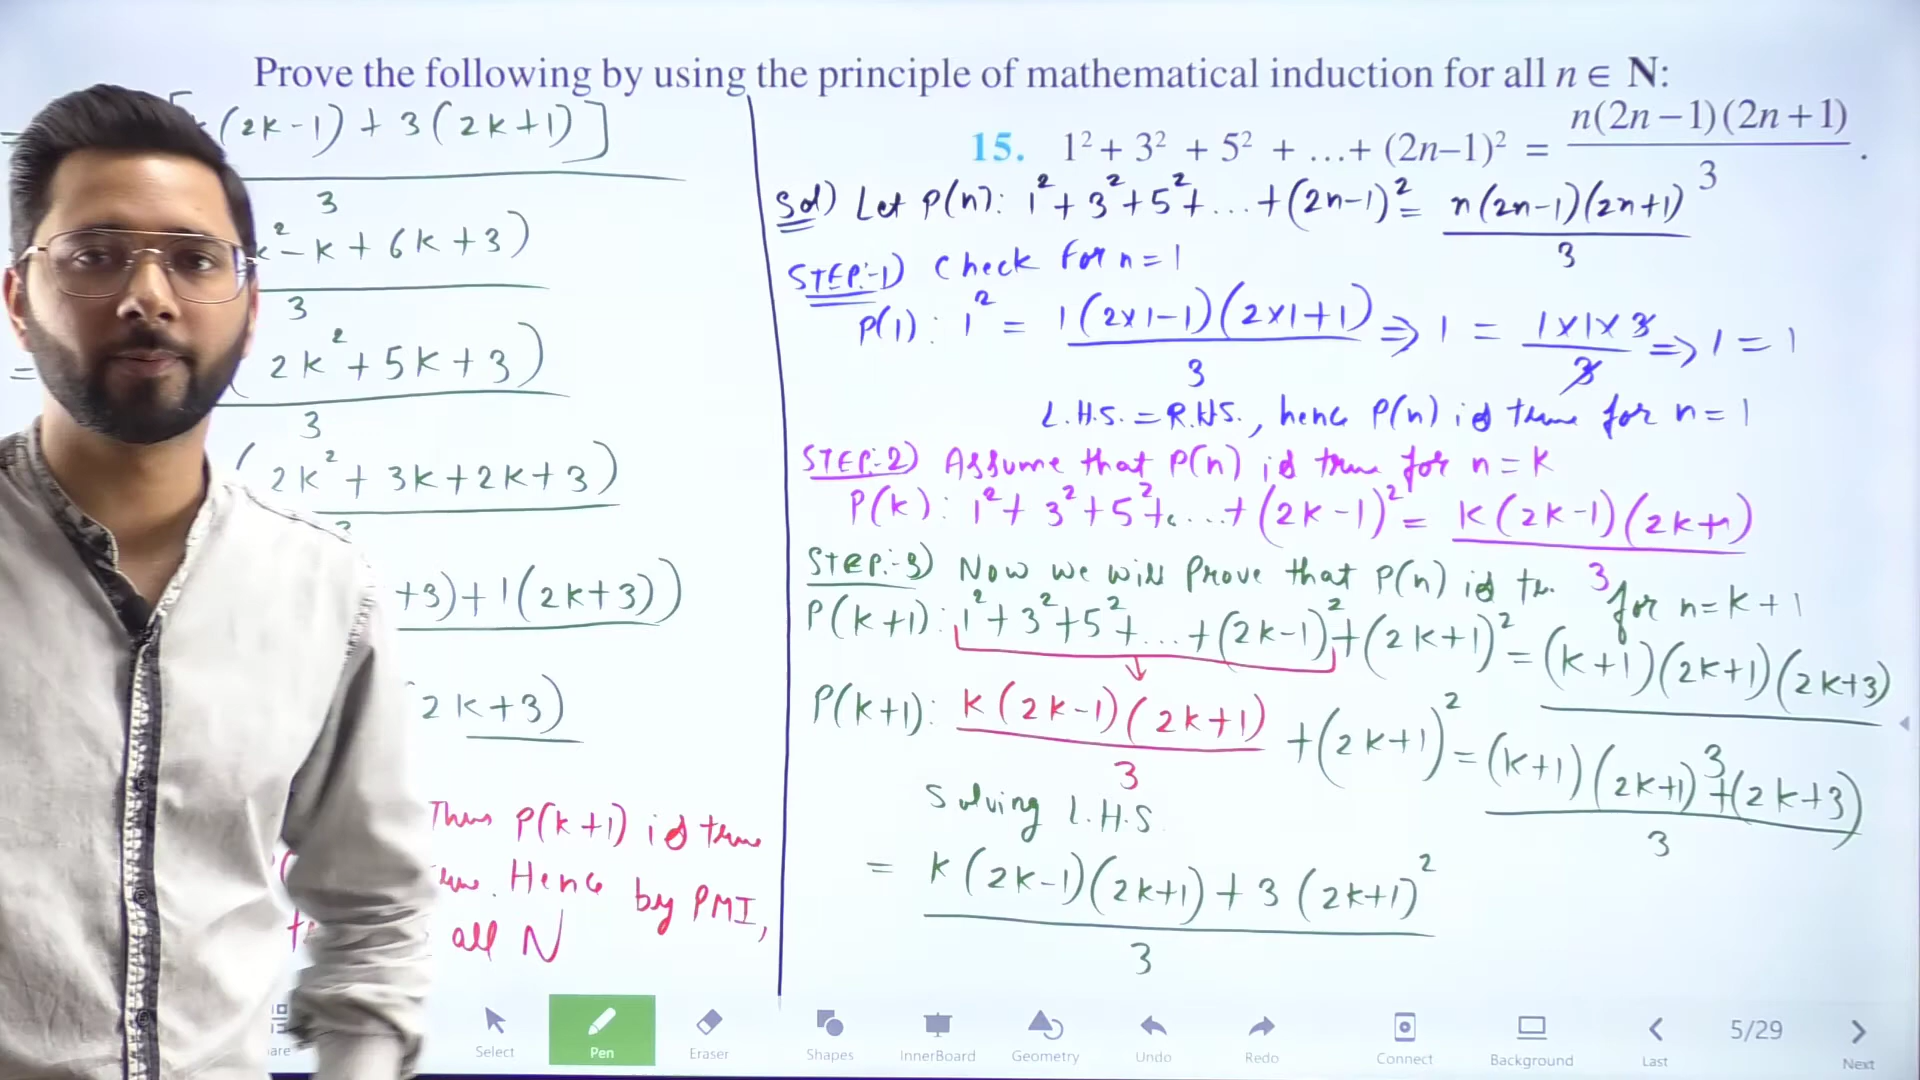 Prove the following by using the principle of mathematical induction for all n ∈ N:
15. 1² + 3² + 5² + ...+ (2n–1)² = n(2n−1)(2n+1) / 3 .
(2k-1) + 3(2k+1)]
3
k² - k + 6k + 3)
3
= 2k² + 5k + 3)
3
(2k² + 3k + 2k + 3)
3
+3) + 1(2k+3))
2k+3)
Thus P(k+1) is true
Hence by PMI,
all N
Sol) Let P(n): 1² + 3² + 5² + ... + (2n-1)² = n(2n-1)(2n+1) / 3
STEP:-1) Check for n = 1
P(1): 1² = 1(2x1-1)(2x1+1) / 3 ⇒ 1 = 1x1x3 / 3 ⇒ 1 = 1
L.H.S. = R.H.S., hence P(n) is true for n = 1
STEP:-2) Assume that P(n) is true for n = k
P(k): 1² + 3² + 5² + ... + (2k-1)² = k(2k-1)(2k+1) / 3
STEP:-3) Now we will Prove that P(n) is tr. for n = k + 1
P(k+1): 1² + 3² + 5² + ... + (2k-1)² + (2k+1)² = (k+1)(2k+1)(2k+3) / 3
P(k+1): k(2k-1)(2k+1) / 3 + (2k+1)² = (k+1)(2k+1)+(2k+3) / 3
Solving L.H.S
= k(2k-1)(2k+1) + 3(2k+1)² / 3
are
Select
Pen
Eraser
Shapes
InnerBoard
Geometry
Undo
Redo
Connect
Background
Last
5/29
Next